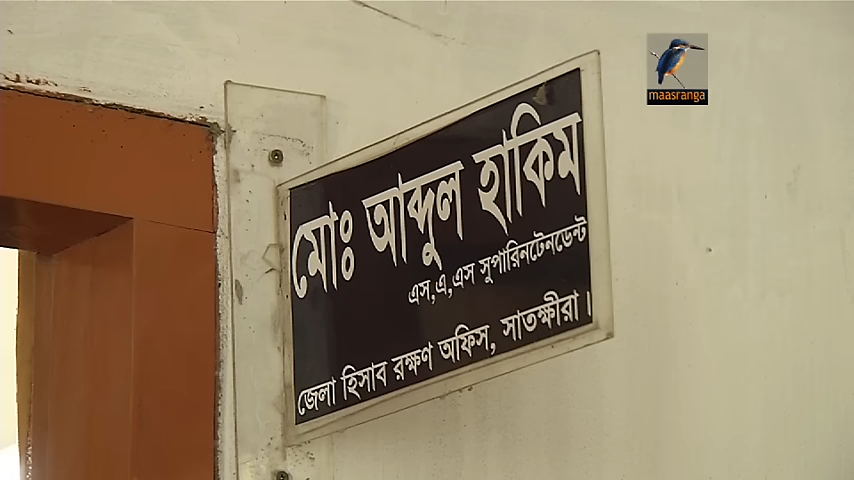 maasranga
মোঃ আব্দুল হাকিম
এস,এ,এস সুপারিনটেনডেন্ট
জেলা হিসাব রক্ষণ অফিস, সাতক্ষীরা।